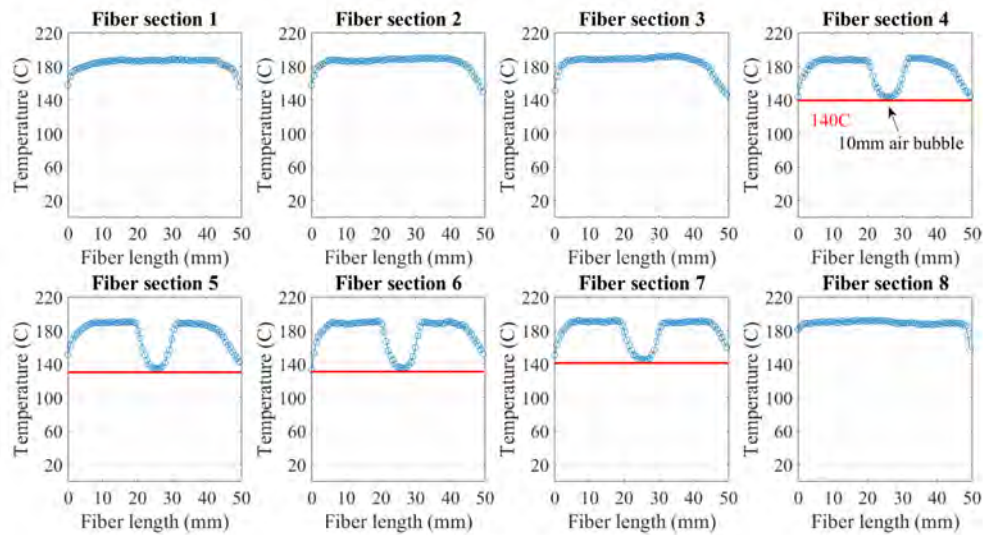 Fiber section 1
Fiber section 2
Fiber section 3
Fiber section 4
220
180
140
100
60
20
Temperature (C)
0 10 20 30 40 50
Fiber length (mm)
220
180
140
100
60
20
Temperature (C)
0 10 20 30 40 50
Fiber length (mm)
220
180
140
100
60
20
Temperature (C)
0 10 20 30 40 50
Fiber length (mm)
220
180
140
100
60
20
Temperature (C)
140C
10mm air bubble
0 10 20 30 40 50
Fiber length (mm)
Fiber section 5
Fiber section 6
Fiber section 7
Fiber section 8
220
180
140
100
60
20
Temperature (C)
0 10 20 30 40 50
Fiber length (mm)
220
180
140
100
60
20
Temperature (C)
0 10 20 30 40 50
Fiber length (mm)
220
180
140
100
60
20
Temperature (C)
0 10 20 30 40 50
Fiber length (mm)
220
180
140
100
60
20
Temperature (C)
0 10 20 30 40 50
Fiber length (mm)